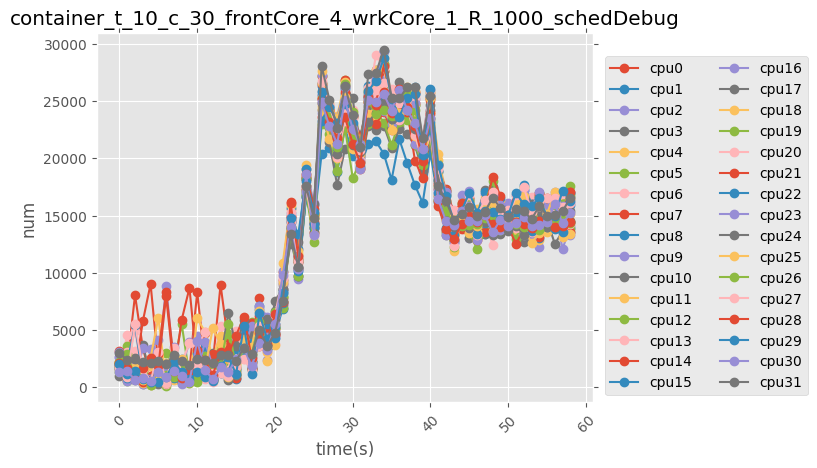 container_t_10_c_30_frontCore_4_wrkCore_1_R_1000_schedDebug
30000
25000
20000
15000
10000
5000
0
num
0
10
20
30
40
50
60
time(s)
cpu0
cpu1
cpu2
cpu3
cpu4
cpu5
cpu6
cpu7
cpu8
cpu9
cpu10
cpu11
cpu12
cpu13
cpu14
cpu15
cpu16
cpu17
cpu18
cpu19
cpu20
cpu21
cpu22
cpu23
cpu24
cpu25
cpu26
cpu27
cpu28
cpu29
cpu30
cpu31